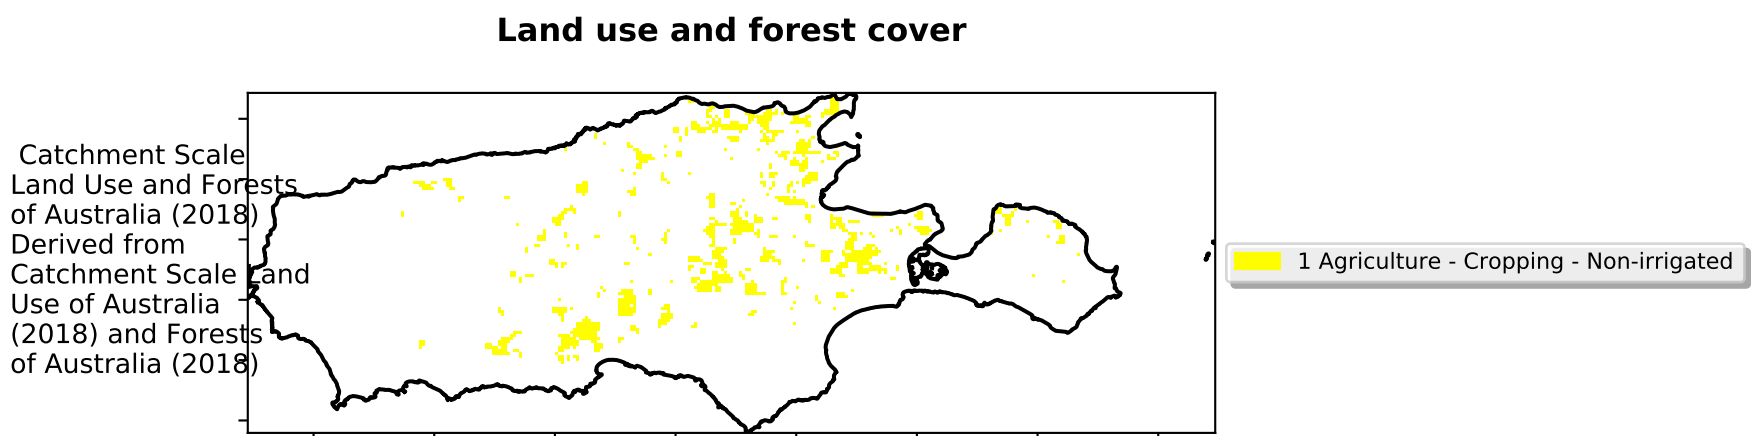 Land use and forest cover
Catchment Scale
Land Use and Forests
of Australia (2018)
Derived from
Catchment Scale Land
Use of Australia
(2018) and Forests
of Australia (2018)
1 Agriculture - Cropping - Non-irrigated